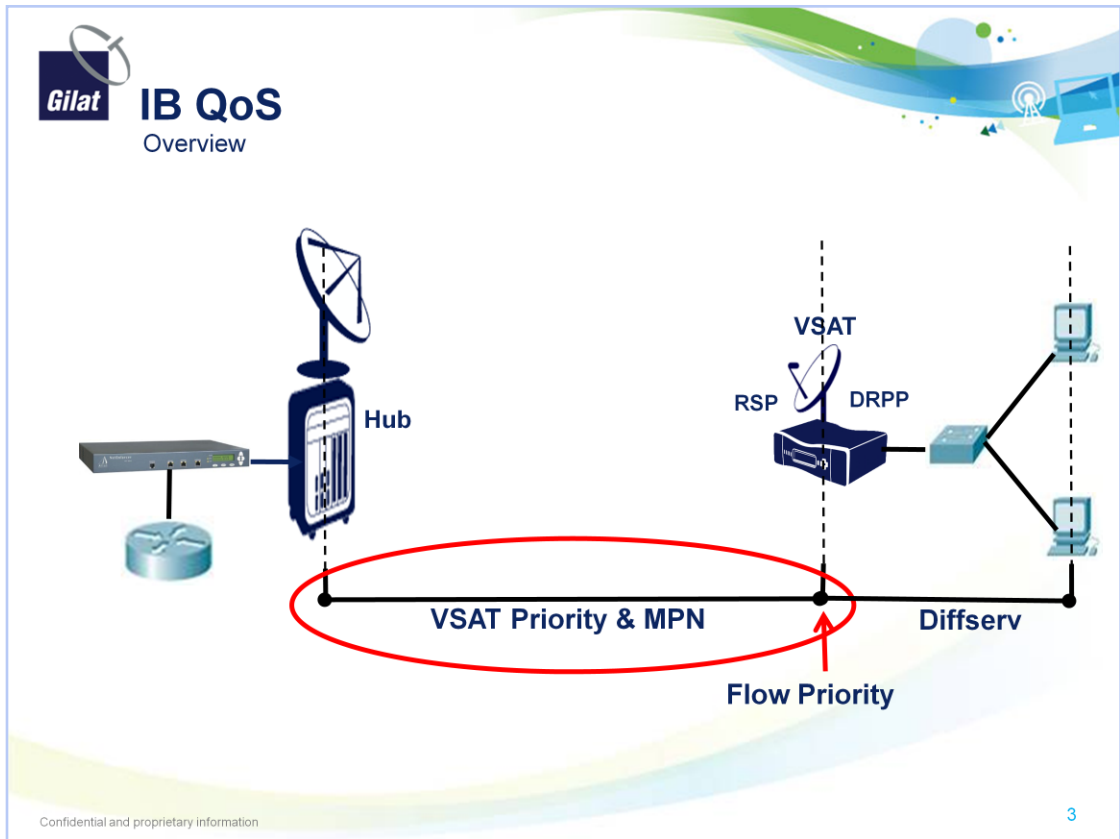 Gilat
IB QoS
Overview
VSAT
RSP
DRPP
Hub
VSAT Priority & MPN
Diffserv
Flow Priority
Confidential and proprietary information
3